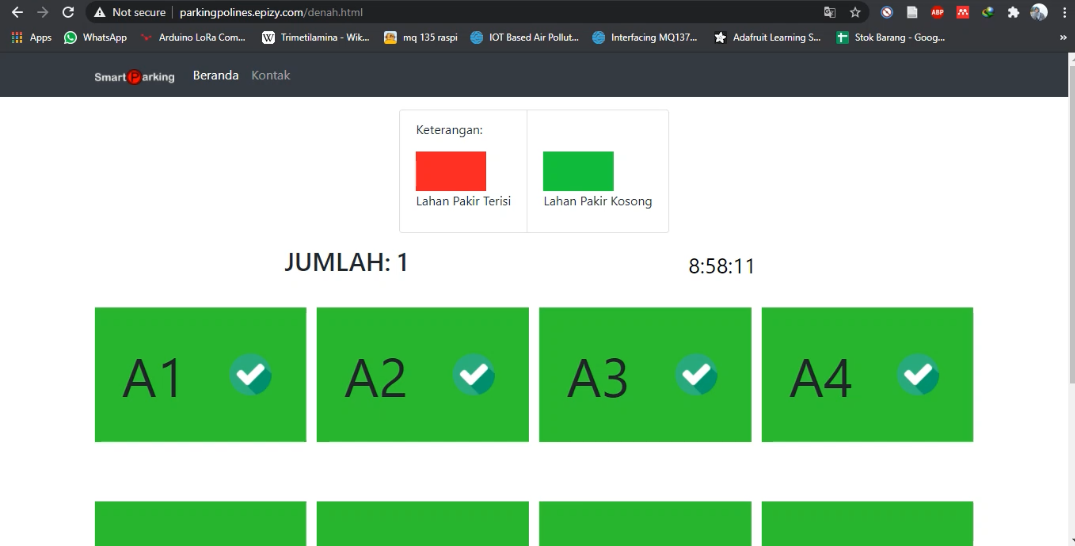 Not secure | parkingpolines.epizy.com/denah.html
Apps WhatsApp Arduino LoRa Com... Trimetilamina - Wik... mq 135 raspi IOT Based Air Pollut... Interfacing MQ137... Adafruit Learning S... Stok Barang - Goog... »
SmartParking Beranda Kontak
Keterangan:
Lahan Pakir Terisi Lahan Pakir Kosong
JUMLAH: 1 8:58:11
A1 A2 A3 A4